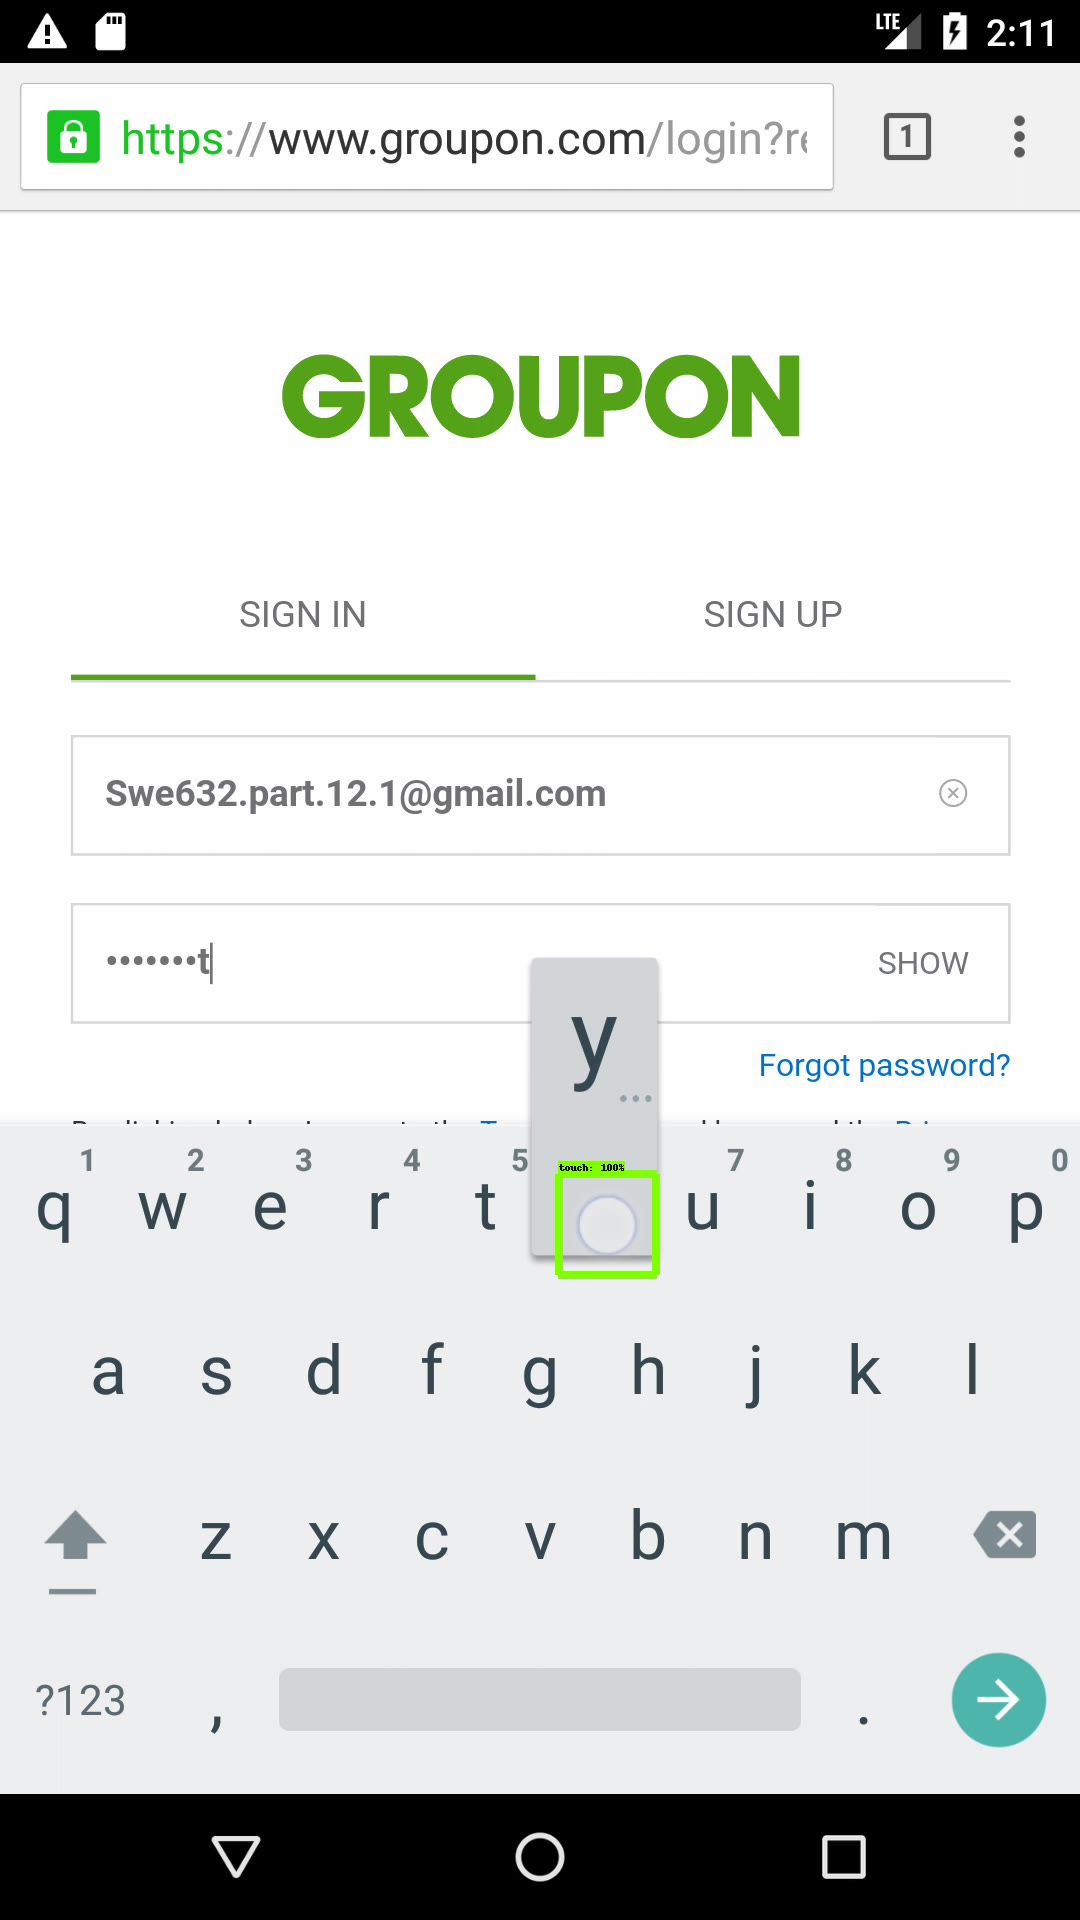 LTE 2:11
https://www.groupon.com/login?re
1
GROUPON
SIGN IN SIGN UP
Swe632.part.12.1@gmail.com
•••••••t SHOW
y
...
Forgot password?
touch: 100%
1 2 3 4 5 7 8 9 0
q w e r t u i o p
a s d f g h j k l
z x c v b n m
?123 , .